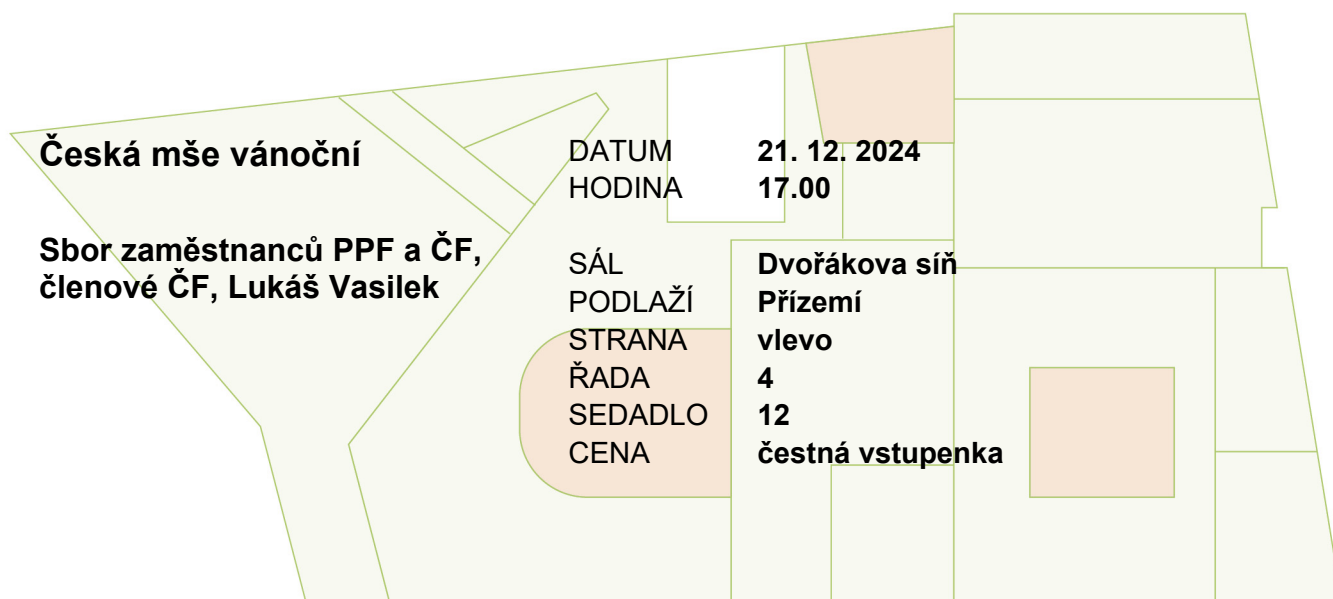 Česká mše vánoční
Sbor zaměstnanců PPF a ČF,
členové ČF, Lukáš Vasilek
DATUM 21. 12. 2024
HODINA 17.00
SÁL Dvořákova síň
PODLAŽÍ Přízemí
STRANA vlevo
ŘADA 4
SEDADLO 12
CENA čestná vstupenka